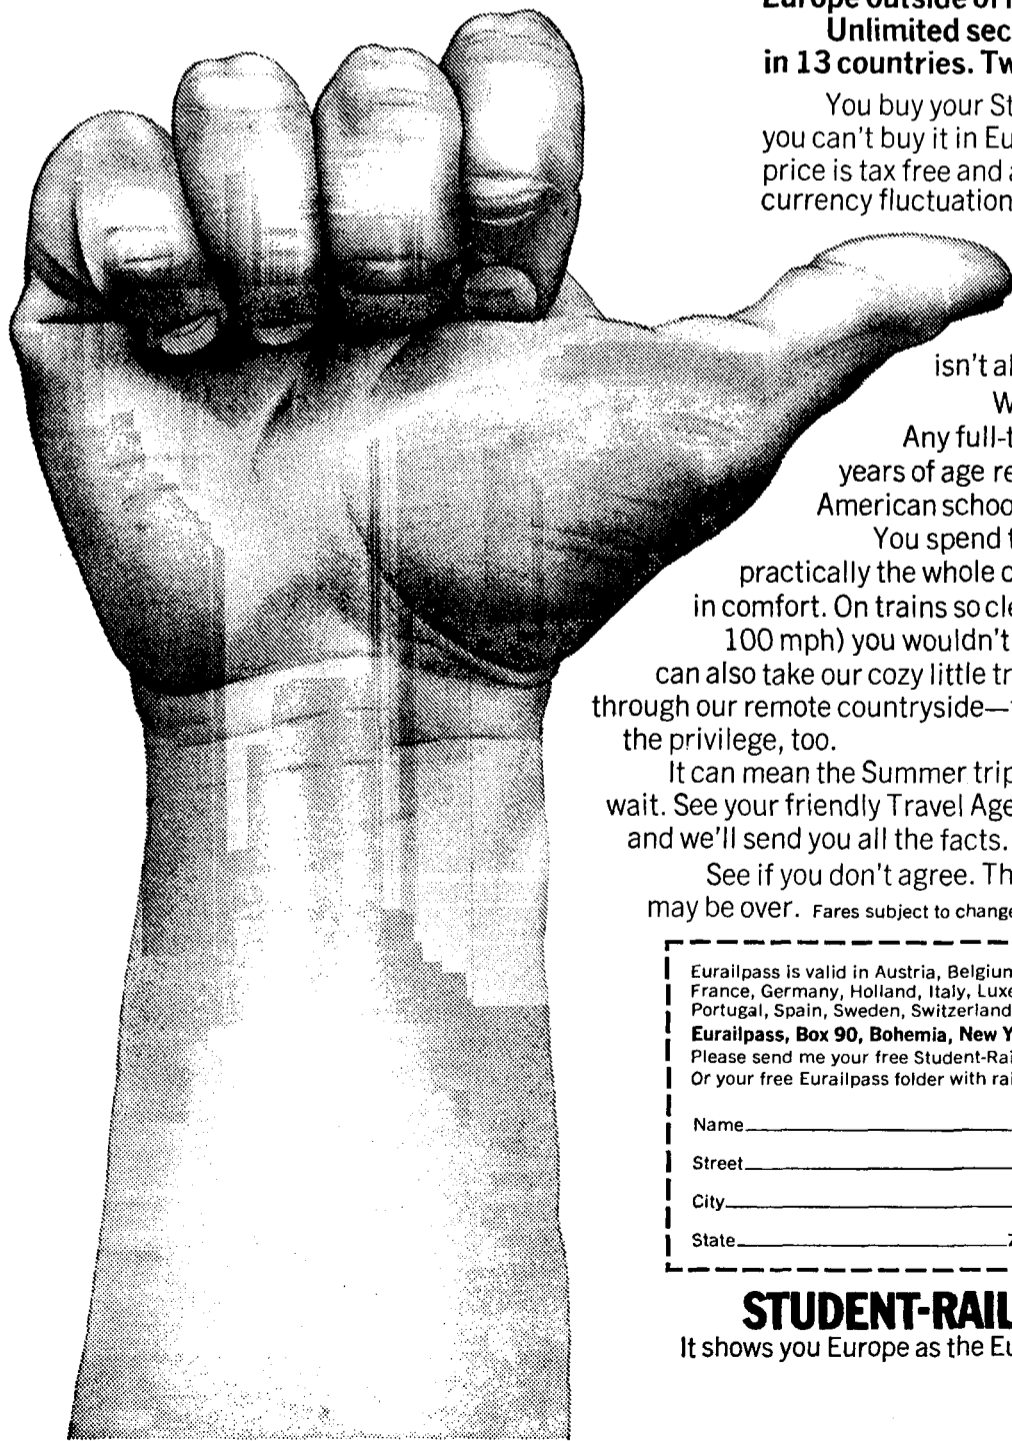 Europe outside of
Unlimited sec
in 13 countries. Tw
You buy your St
you can't buy it in Eu
price is tax free and a
currency fluctuation
isn't al
W
Any full-t
years of age re
American schoo
You spend t
practically the whole c
in comfort. On trains so cle
100 mph) you wouldn't
can also take our cozy little tr
through our remote countryside—
the privilege, too.
It can mean the Summer trip
wait. See your friendly Travel Age
and we'll send you all the facts.
See if you don't agree. Th
may be over. Fares subject to change
Eurailpass is valid in Austria, Belgium
France, Germany, Holland, Italy, Luxe
Portugal, Spain, Sweden, Switzerland
Eurailpass, Box 90, Bohemia, New Y
Please send me your free Student-Rai
Or your free Eurailpass folder with rai
Name
Street
City
State
STUDENT-RAIL
It shows you Europe as the Eu